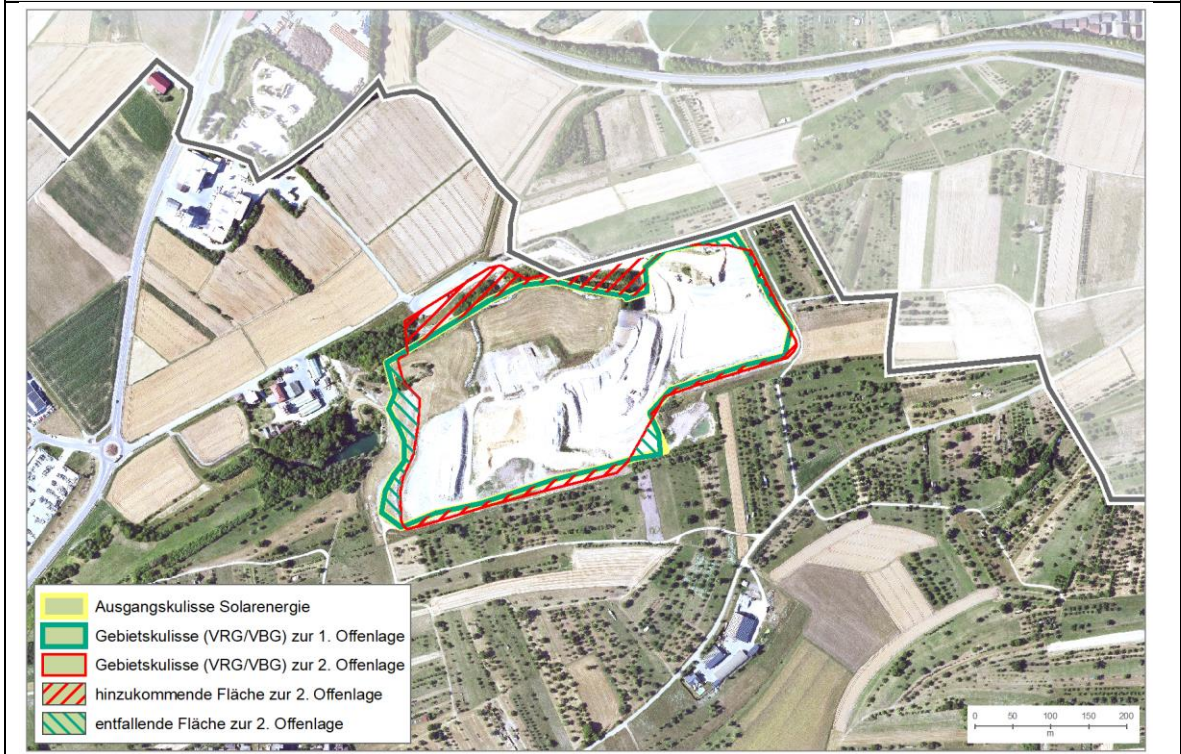 Ausgangskulisse Solarenergie
Gebietskulisse (VRG/VBG) zur 1. Offenlage
Gebietskulisse (VRG/VBG) zur 2. Offenlage
hinzukommende Fläche zur 2. Offenlage
entfallende Fläche zur 2. Offenlage
0 50 100 150 200
m